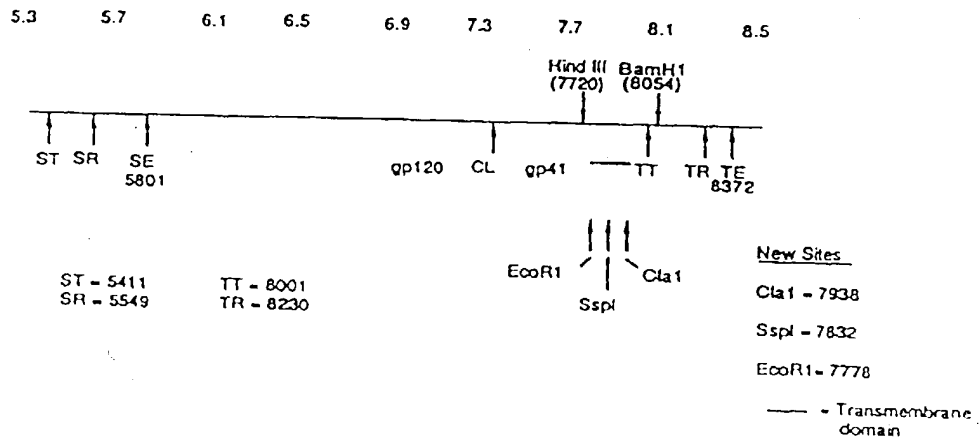 5.3 5.7 6.1 6.5 6.9 7.3 7.7 8.1 8.5
Hind III BamH1
(7720) (8054)
ST SR SE gp120 CL gp41 TT TR TE
5801 8372
EcoR1 SspI Cla1
ST = 5411 TT = 8001
SR = 5549 TR = 8230
New Sites
Cla1 = 7938
SspI = 7832
EcoR1 = 7778
— = Transmembrane
domain